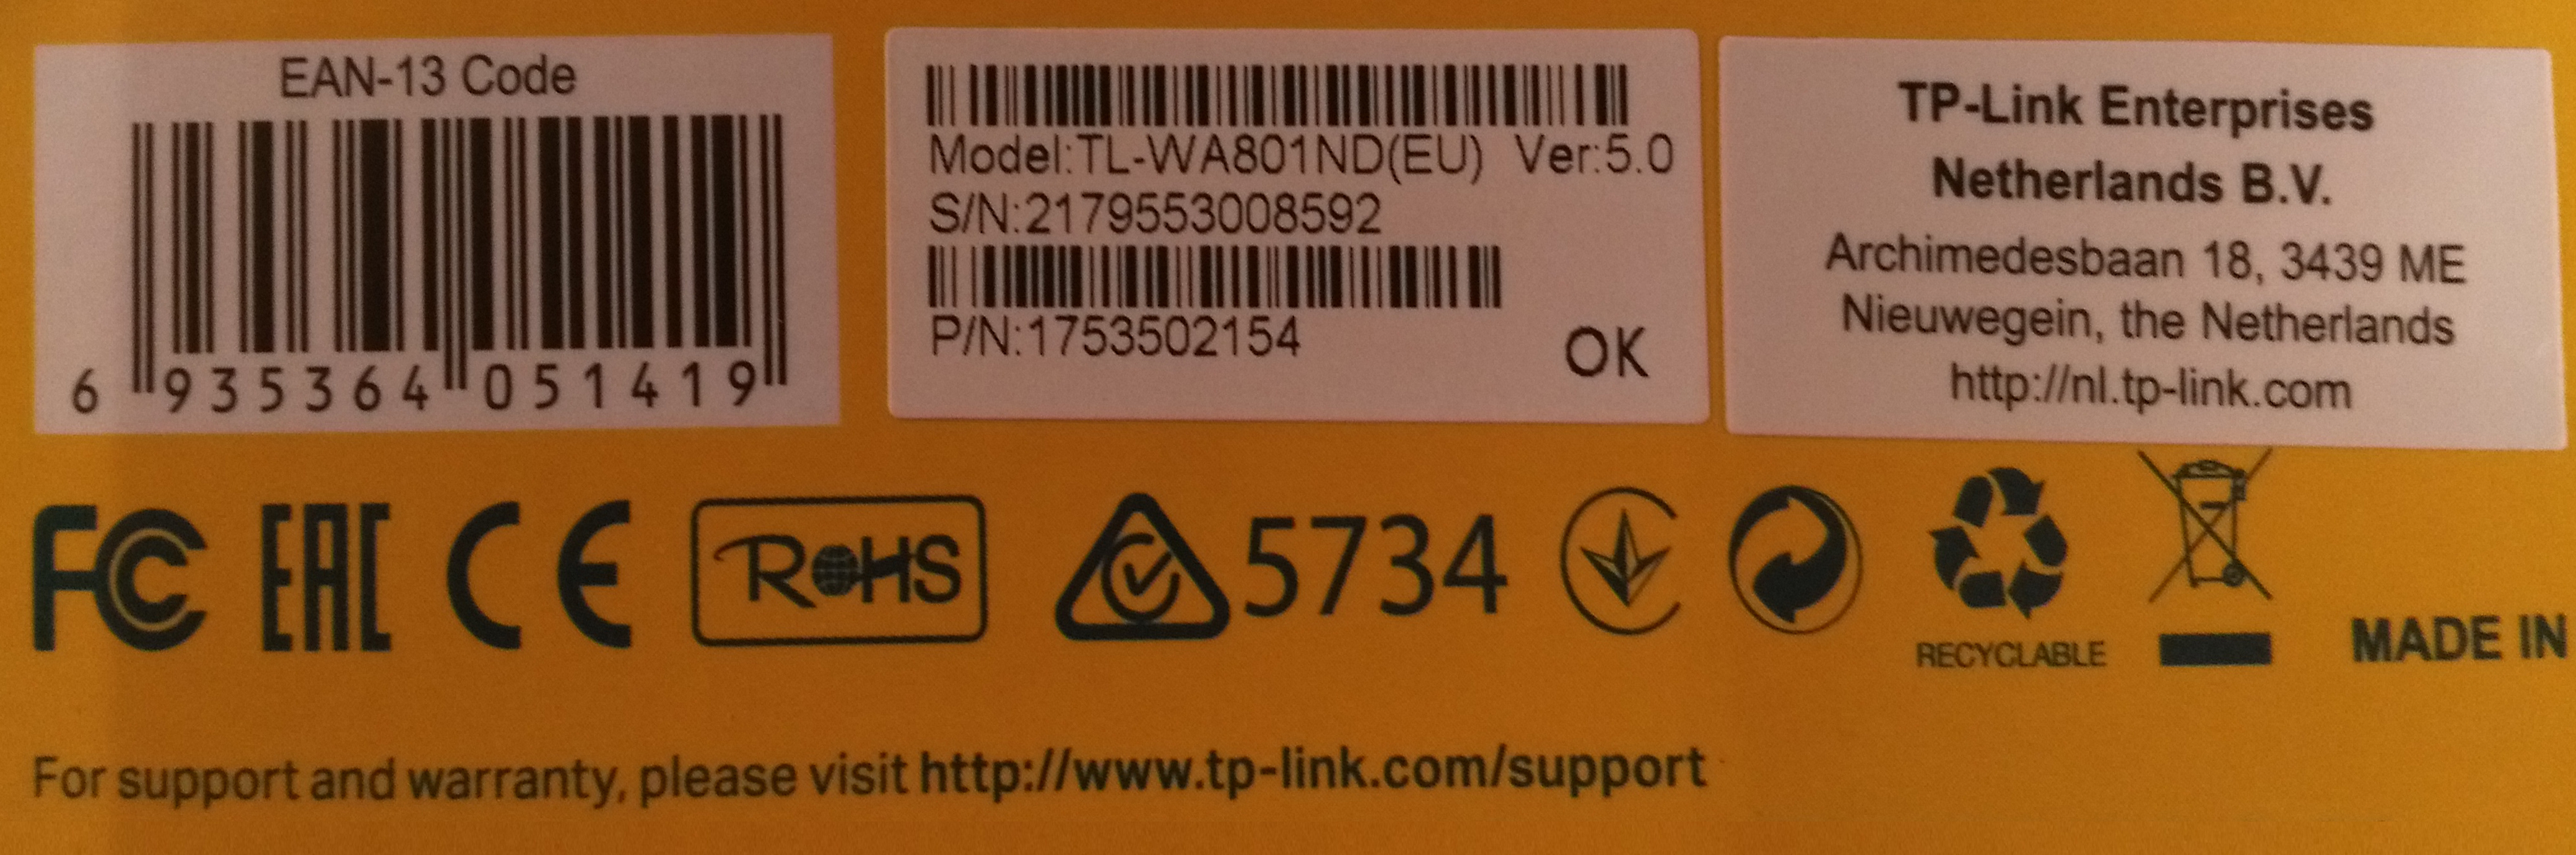 EAN-13 Code
6 935364 051419
Model:TL-WA801ND(EU) Ver:5.0
S/N:2179553008592
P/N:1753502154
OK
TP-Link Enterprises
Netherlands B.V.
Archimedesbaan 18, 3439 ME
Nieuwegein, the Netherlands
http://nl.tp-link.com
FC EAC CE RoHS 5734
RECYCLABLE
MADE IN
For support and warranty, please visit http://www.tp-link.com/support